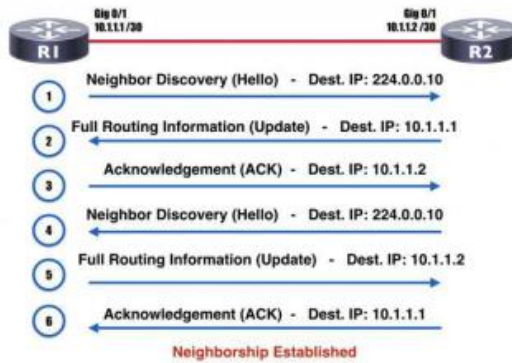 Gig 0/1
10.1.1.1 /30
Gig 0/1
10.1.1.2 /30
R1
R2
1
Neighbor Discovery (Hello) - Dest. IP: 224.0.0.10
2
Full Routing Information (Update) - Dest. IP: 10.1.1.1
3
Acknowledgement (ACK) - Dest. IP: 10.1.1.2
4
Neighbor Discovery (Hello) - Dest. IP: 224.0.0.10
5
Full Routing Information (Update) - Dest. IP: 10.1.1.2
6
Acknowledgement (ACK) - Dest. IP: 10.1.1.1
Neighborship Established